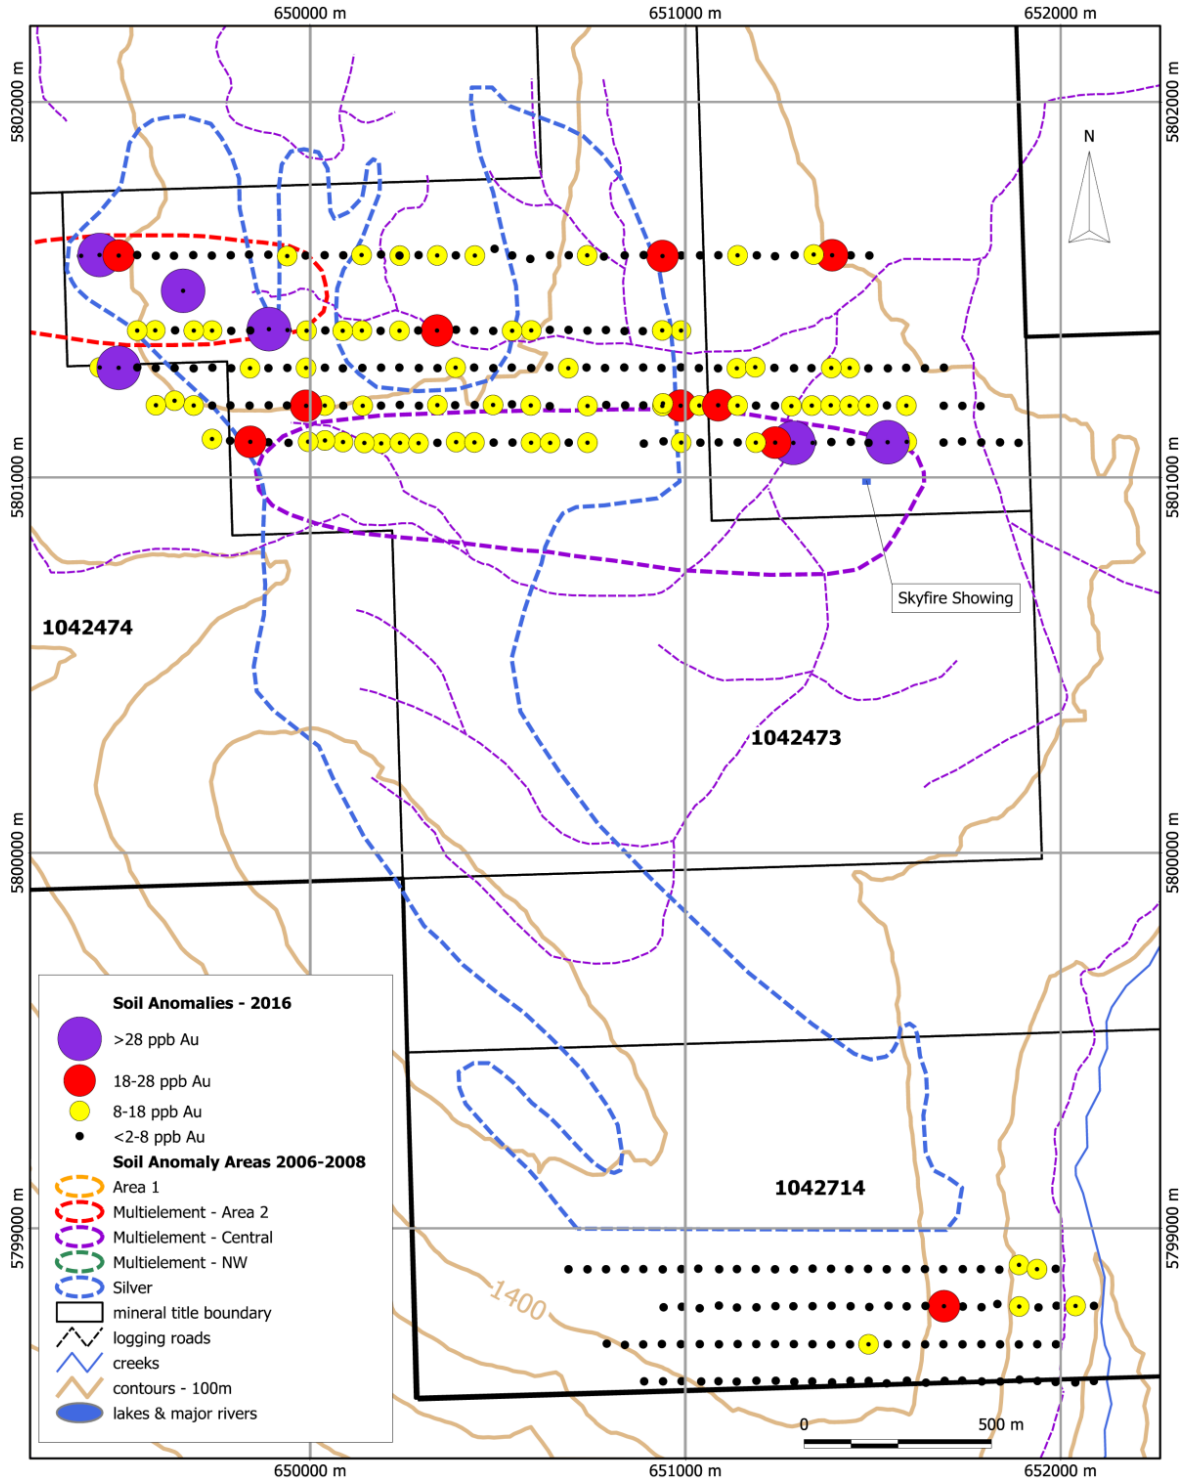 650000 m
651000 m
652000 m
5802000 m
5802000 m
N
5801000 m
5801000 m
Skyfire Showing
1042474
1042473
5800000 m
5800000 m
Soil Anomalies - 2016
>28 ppb Au
18-28 ppb Au
8-18 ppb Au
<2-8 ppb Au
Soil Anomaly Areas 2006-2008
Area 1
Multielement - Area 2
Multielement - Central
Multielement - NW
Silver
mineral title boundary
logging roads
creeks
contours - 100m
lakes & major rivers
1042714
5799000 m
5799000 m
1400
0
500 m
650000 m
651000 m
652000 m